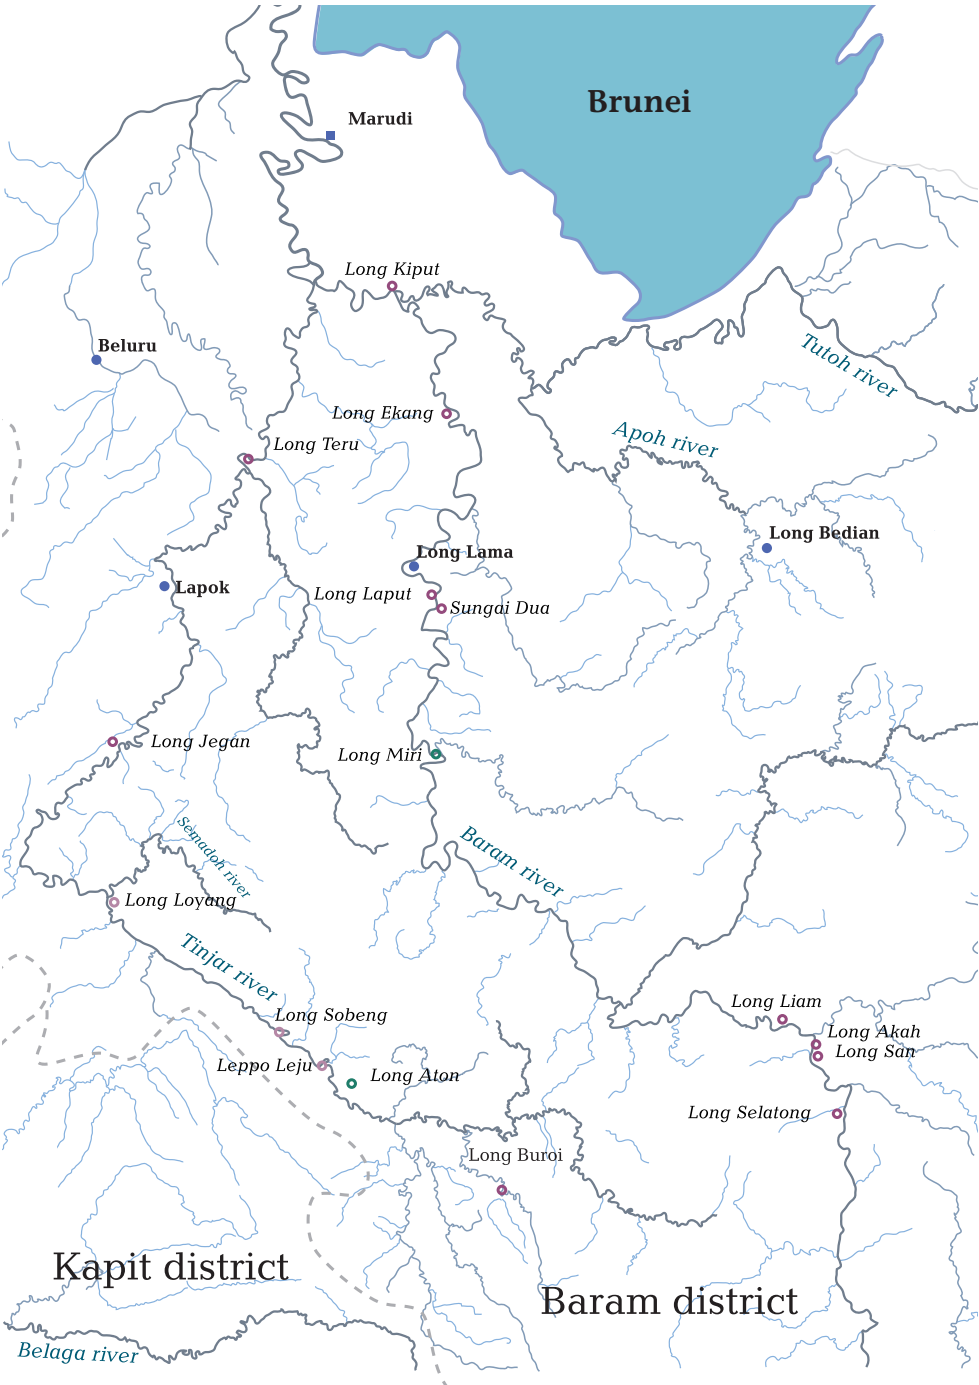 Brunei
Marudi
Long Kiput
Beluru
Tutoh river
Long Ekang
Long Teru
Apoh river
Long Bedian
Long Lama
Lapok
Long Laput
Sungai Dua
Long Jegan
Long Miri
Semadoh river
Baram river
Long Loyang
Tinjar river
Long Liam
Long Sobeng
Long Akah
Long San
Leppo Leju
Long Aton
Long Selatong
Long Buroi
Kapit district
Baram district
Belaga river